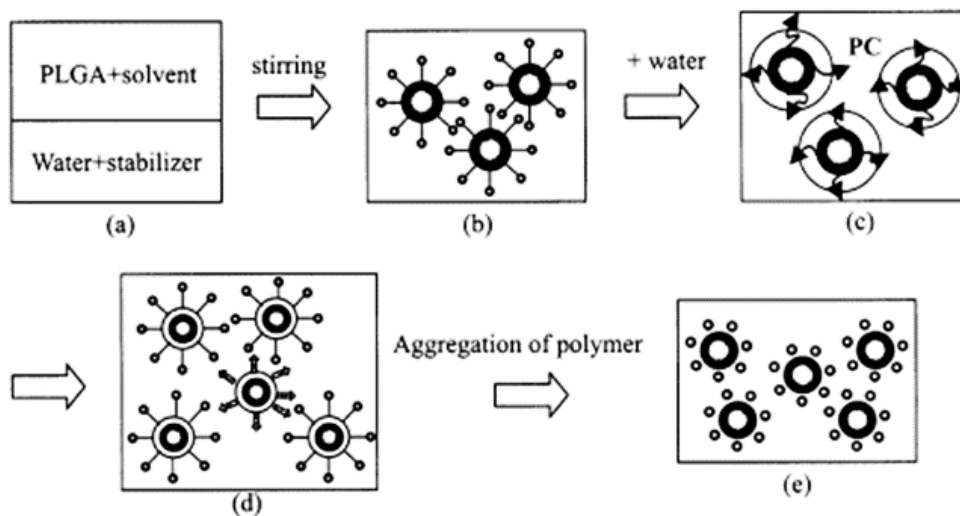 PLGA+solvent
Water+stabilizer
(a)
stirring
(b)
+ water
PC
(c)
(d)
Aggregation of polymer
(e)